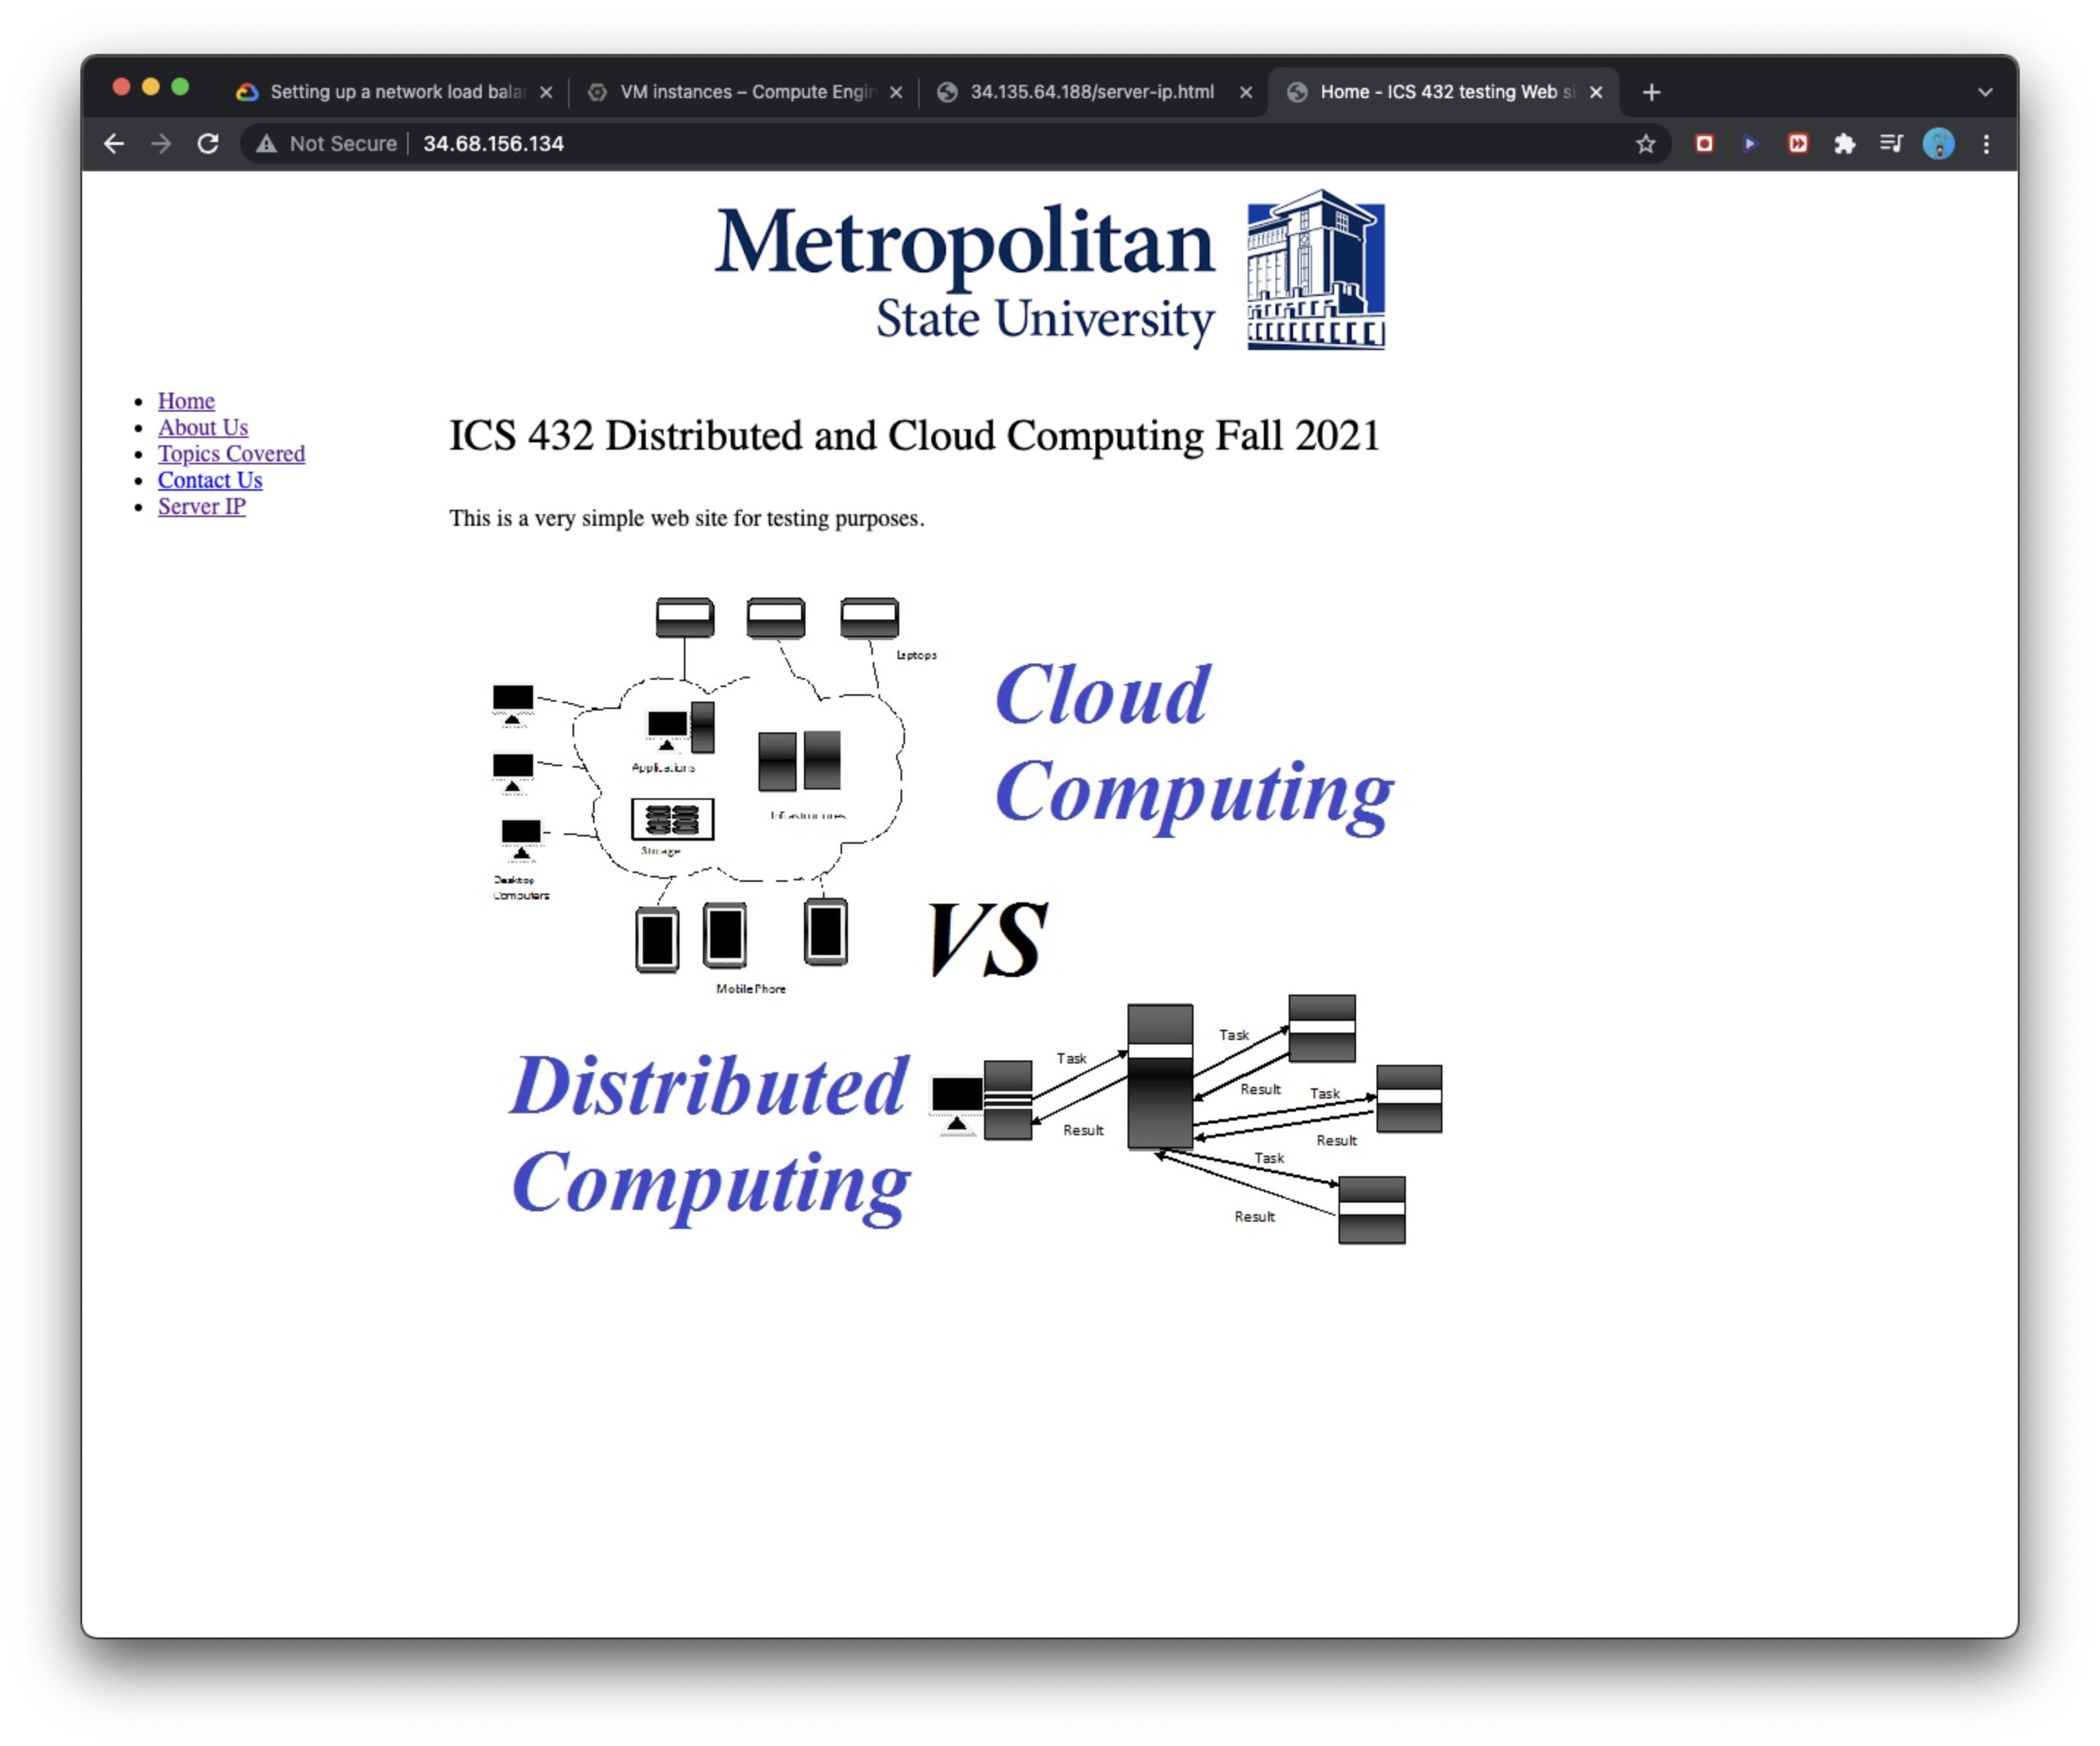 Setting up a network load bala
VM instances – Compute Engin
34.135.64.188/server-ip.html
Home - ICS 432 testing Web si
Not Secure
34.68.156.134
Metropolitan
State University
Home
About Us
Topics Covered
Contact Us
Server IP
ICS 432 Distributed and Cloud Computing Fall 2021
This is a very simple web site for testing purposes.
Laptops
Cloud
Computing
Applications
Infrastructures
Storage
Desktop
Computers
VS
Mobile Phone
Distributed
Computing
Task
Result
Task
Result
Task
Result
Task
Result